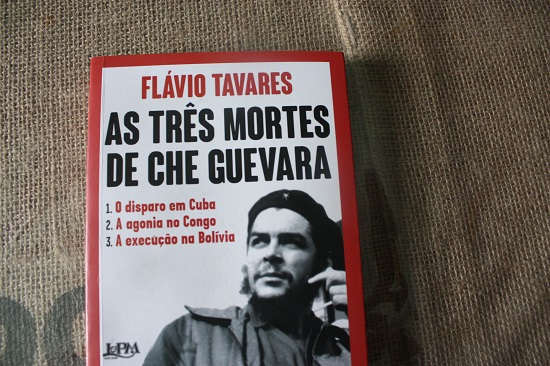 FLÁVIO TAVARES
AS TRÊS MORTES
DE CHE GUEVARA
1. O disparo em Cuba
2. A agonia no Congo
3. A execução na Bolívia
L&PM